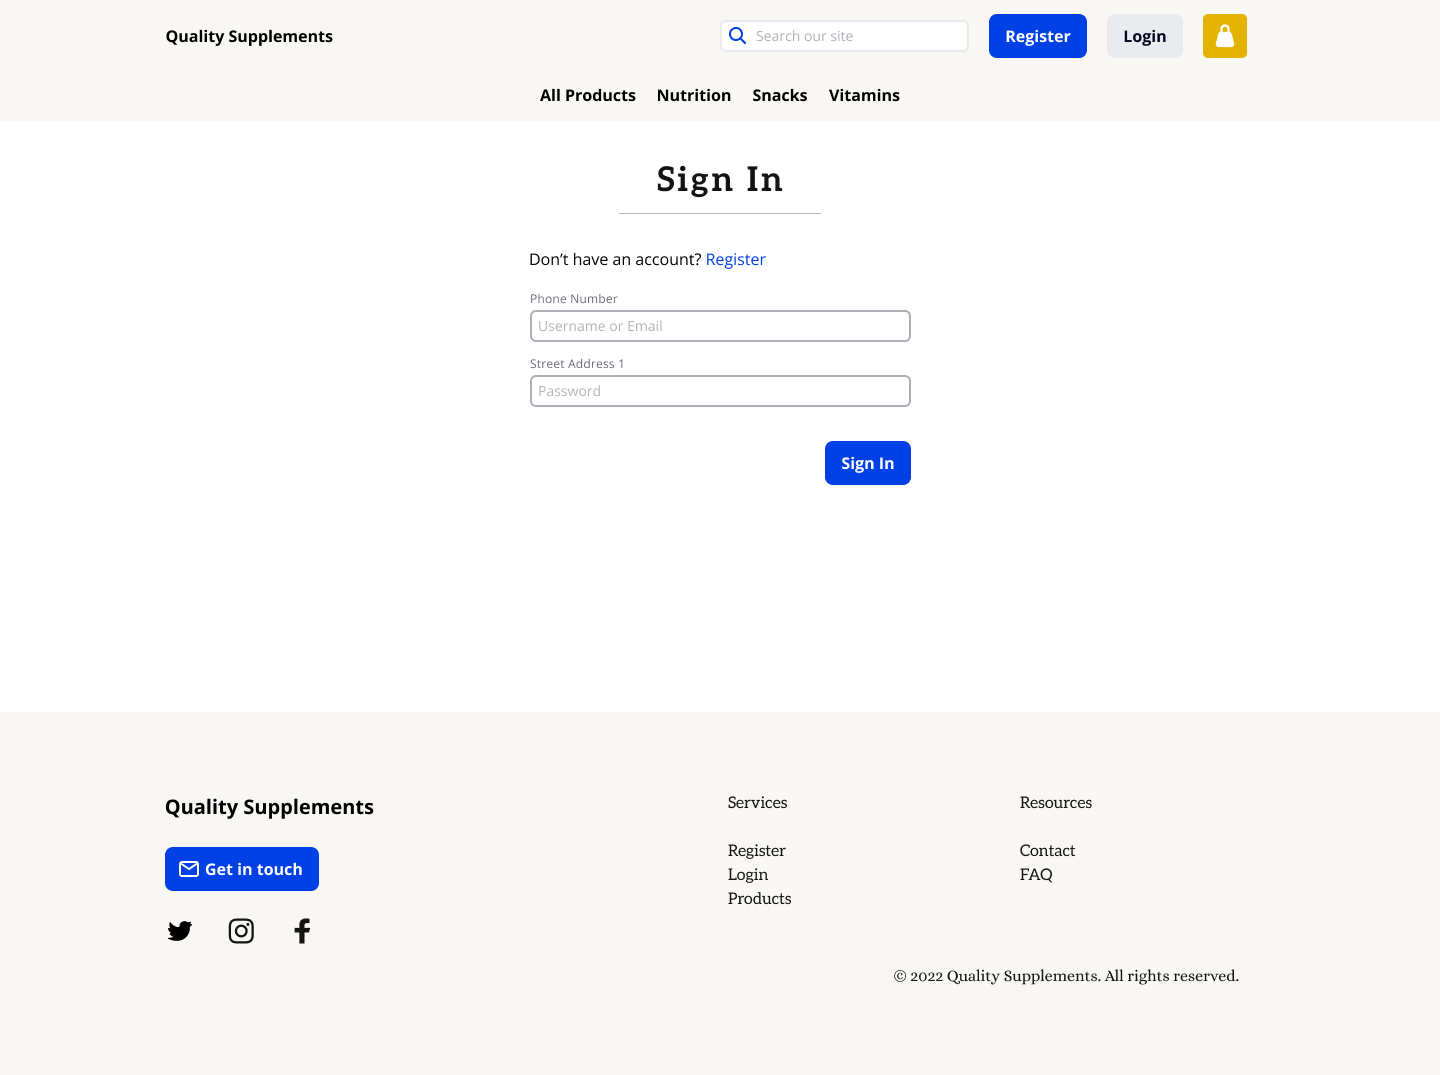 Quality Supplements
Search our site
Register
Login
All Products Nutrition Snacks Vitamins
Sign In
Don’t have an account? Register
Phone Number
Username or Email
Street Address 1
Password
Sign In
Quality Supplements
Get in touch
Services
Register
Login
Products
Resources
Contact
FAQ
© 2022 Quality Supplements. All rights reserved.